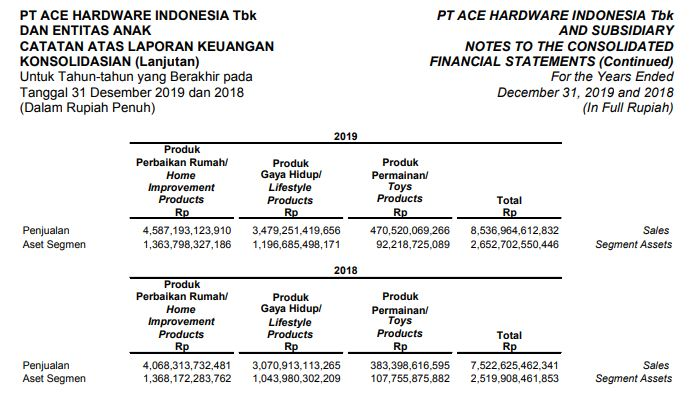 PT ACE HARDWARE INDONESIA Tbk
DAN ENTITAS ANAK
CATATAN ATAS LAPORAN KEUANGAN
KONSOLIDASIAN (Lanjutan)
Untuk Tahun-tahun yang Berakhir pada
Tanggal 31 Desember 2019 dan 2018
(Dalam Rupiah Penuh)
PT ACE HARDWARE INDONESIA Tbk
AND SUBSIDIARY
NOTES TO THE CONSOLIDATED
FINANCIAL STATEMENTS (Continued)
For the Years Ended
December 31, 2019 and 2018
(In Full Rupiah)
2019
Produk
Perbaikan Rumah/
Home
Improvement
Products
Rp
Produk
Gaya Hidup/
Lifestyle
Products
Rp
Produk
Permainan/
Toys
Products
Rp
Total
Rp
Penjualan 4,587,193,123,910 3,479,251,419,656 470,520,069,266 8,536,964,612,832 Sales
Aset Segmen 1,363,798,327,186 1,196,685,498,171 92,218,725,089 2,652,702,550,446 Segment Assets
2018
Produk
Perbaikan Rumah/
Home
Improvement
Products
Rp
Produk
Gaya Hidup/
Lifestyle
Products
Rp
Produk
Permainan/
Toys
Products
Rp
Total
Rp
Penjualan 4,068,313,732,481 3,070,913,113,265 383,398,616,595 7,522,625,462,341 Sales
Aset Segmen 1,368,172,283,762 1,043,980,302,209 107,755,875,882 2,519,908,461,853 Segment Assets